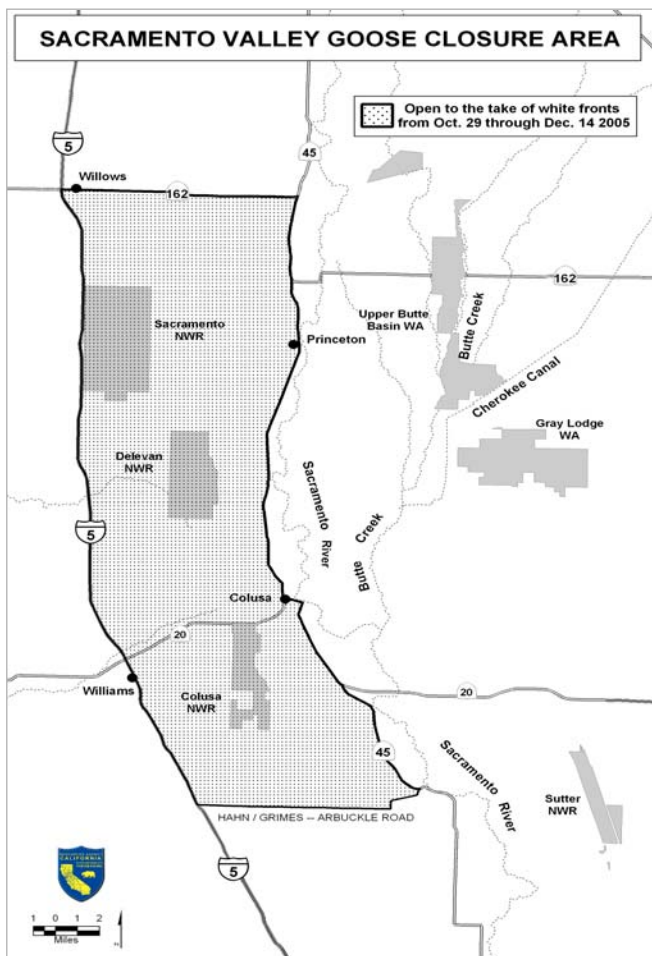 SACRAMENTO VALLEY GOOSE CLOSURE AREA
Open to the take of white fronts
from Oct. 29 through Dec. 14 2005
5
45
Willows
162
162
Sacramento
NWR
Princeton
Upper Butte
Basin WA
Butte Creek
Cherokee Canal
Gray Lodge
WA
Delevan
NWR
Sacramento
River
Butte Creek
5
Colusa
20
Williams
Colusa
NWR
20
45
Sacramento
River
Sutter
NWR
HAHN / GRIMES -- ARBUCKLE ROAD
5
CALIFORNIA
1 0 1 2
Miles